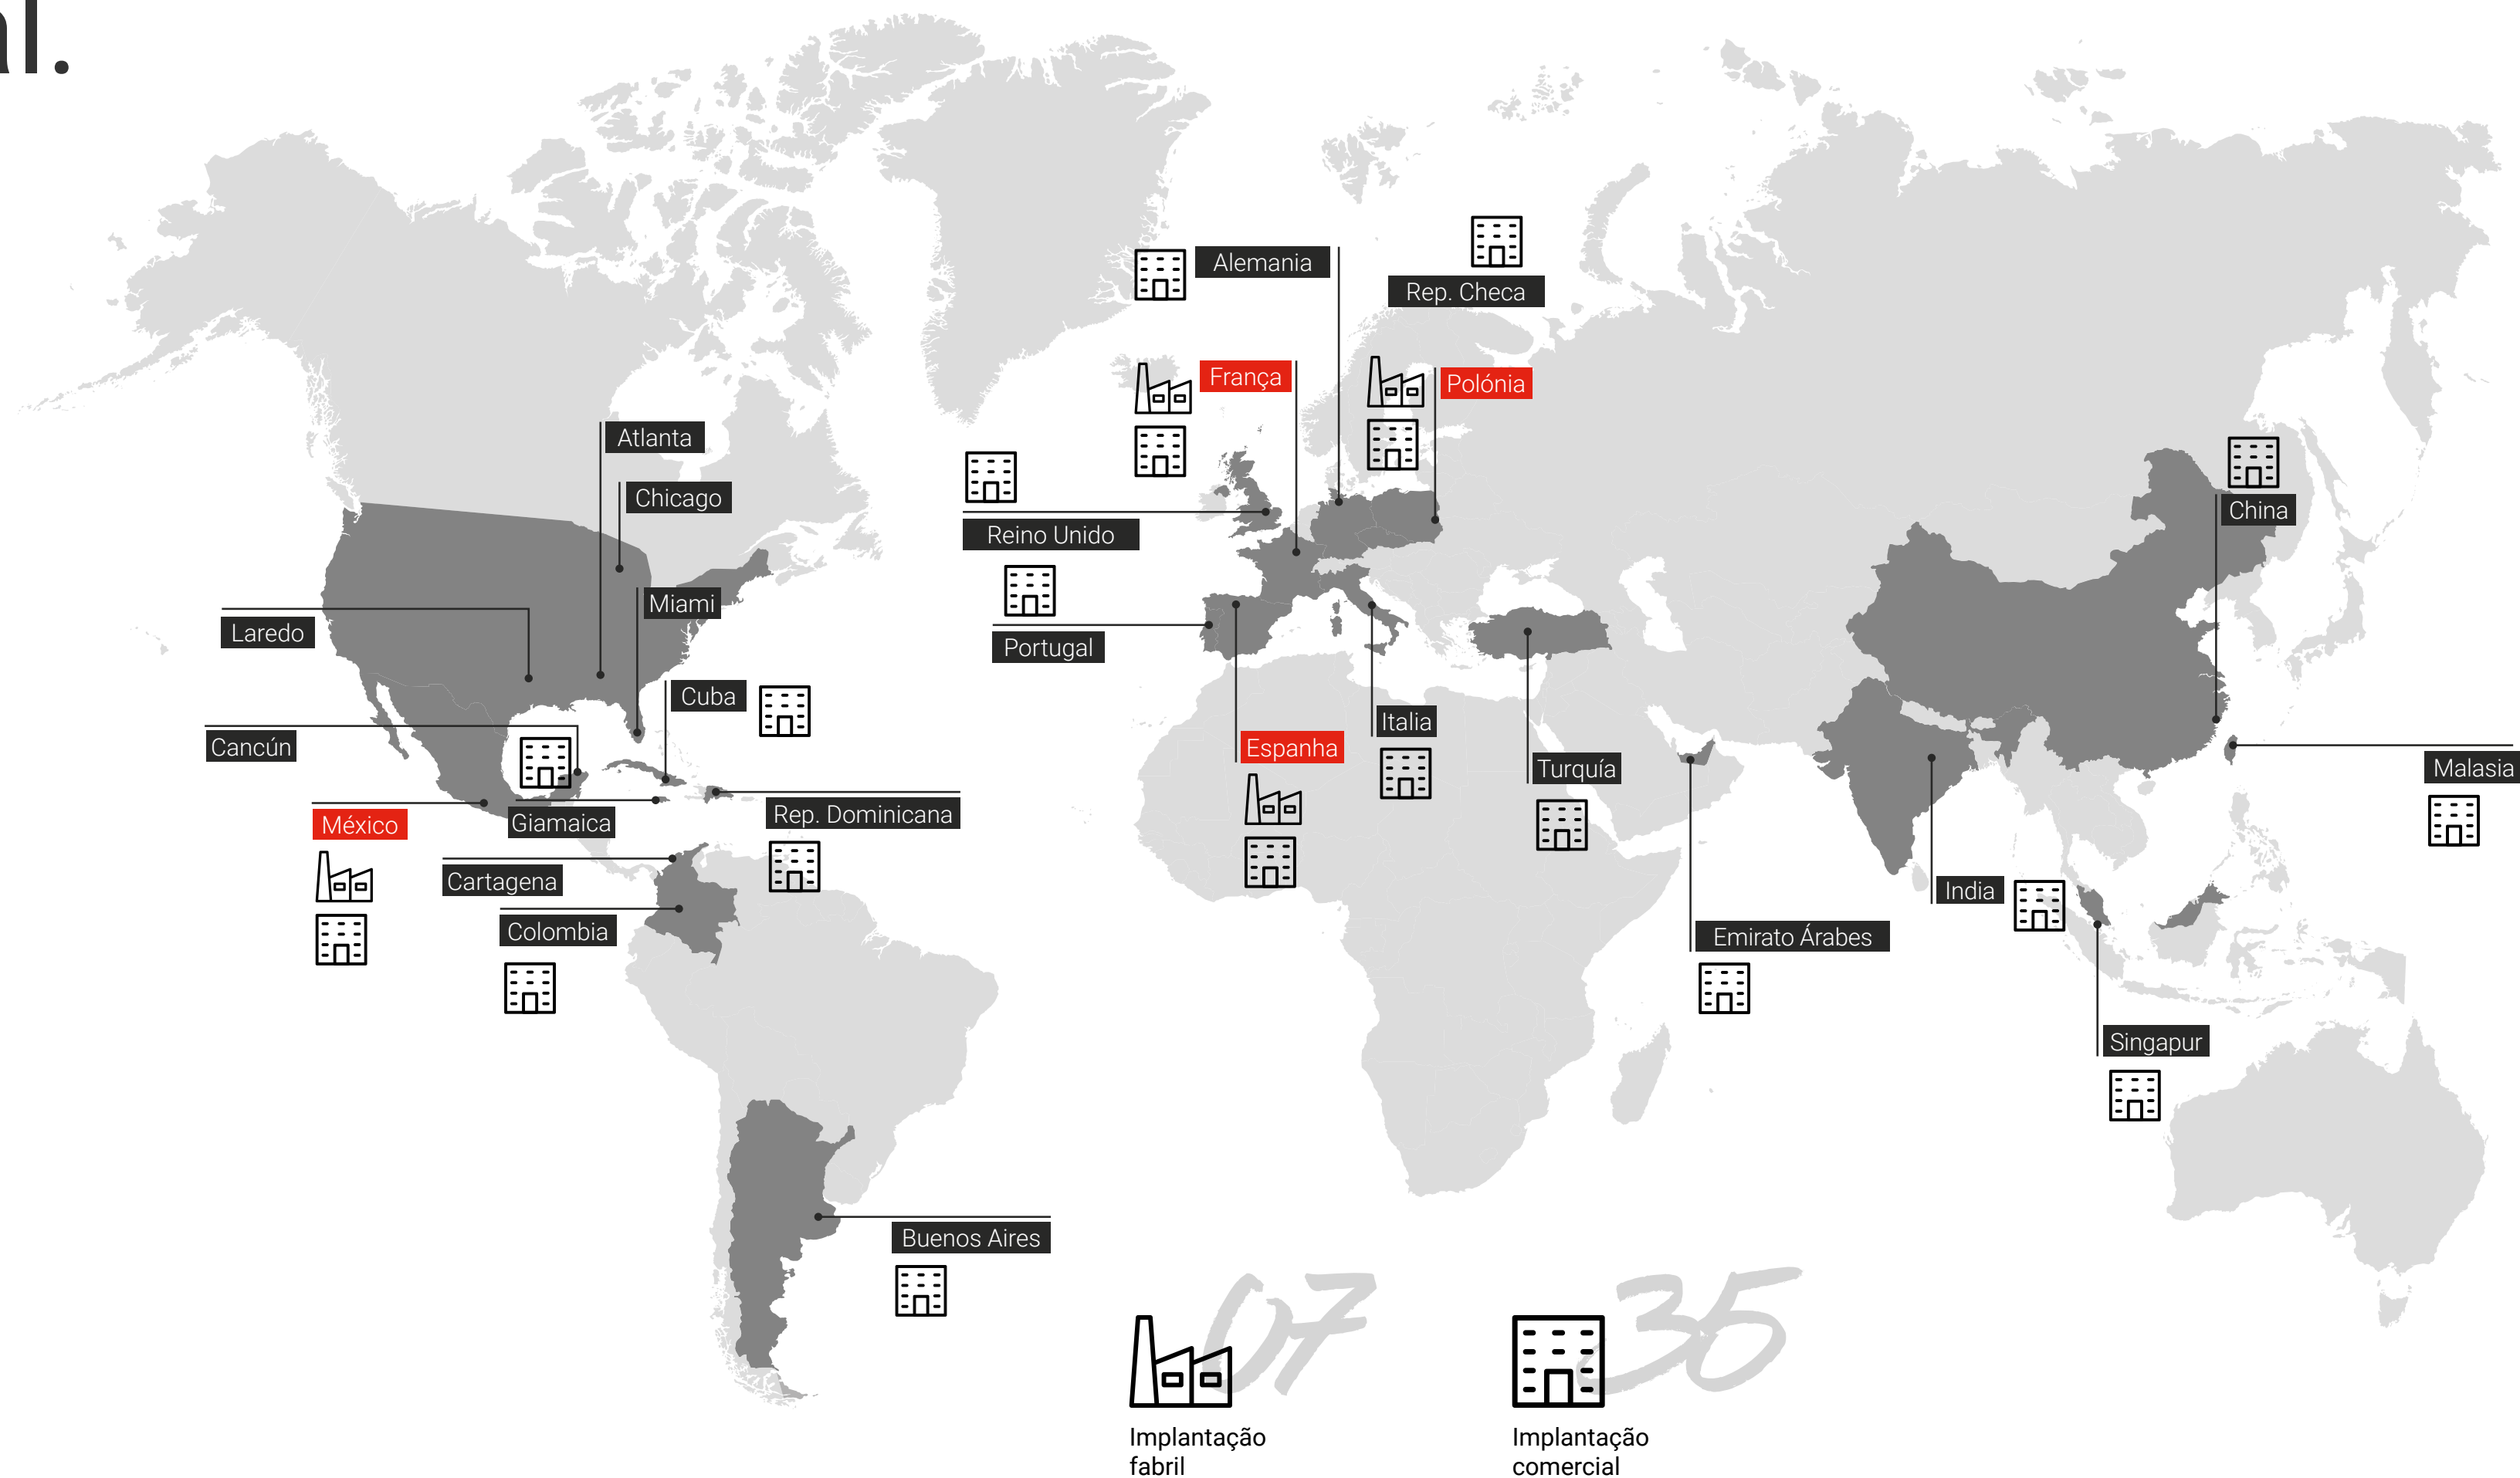 al.
Alemania
Rep. Checa
França
Polónia
Atlanta
Chicago
China
Reino Unido
Miami
Laredo
Portugal
Cuba
Italia
Cancún
Espanha
Turquía
Malasia
México
Giamaica
Rep. Dominicana
Cartagena
India
Colombia
Emirato Árabes
Singapur
Buenos Aires
07
35
Implantação
fabril
Implantação
comercial